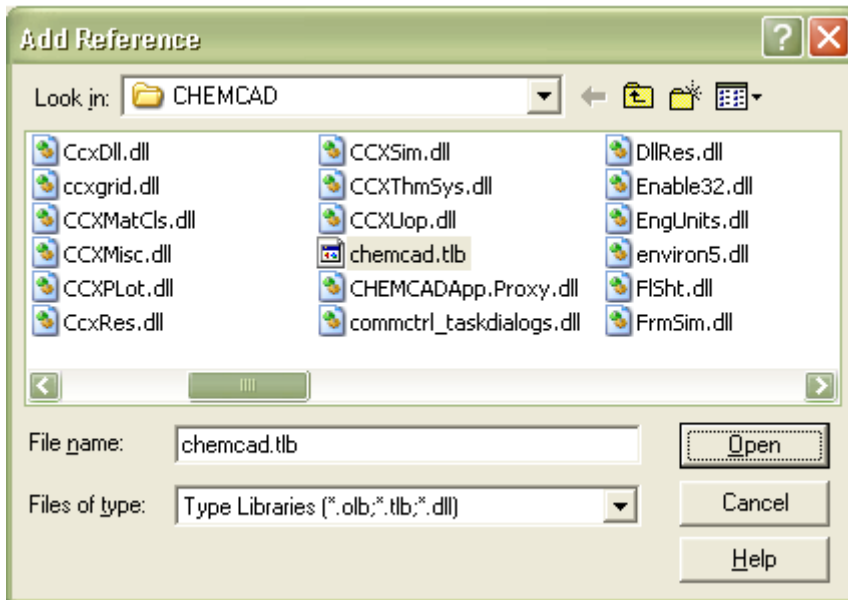 Add Reference
Look in: CHEMCAD
CcxDll.dll CCXSim.dll DllRes.dll
ccxgrid.dll CCXThmSys.dll Enable32.dll
CCXMatCls.dll CCXUop.dll EngUnits.dll
CCXMisc.dll chemcad.tlb environ5.dll
CCXPLot.dll CHEMCADApp.Proxy.dll FlSht.dll
CcxRes.dll commctrl_taskdialogs.dll FrmSim.dll
File name: chemcad.tlb Open
Files of type: Type Libraries (*.olb;*.tlb;*.dll) Cancel
Help